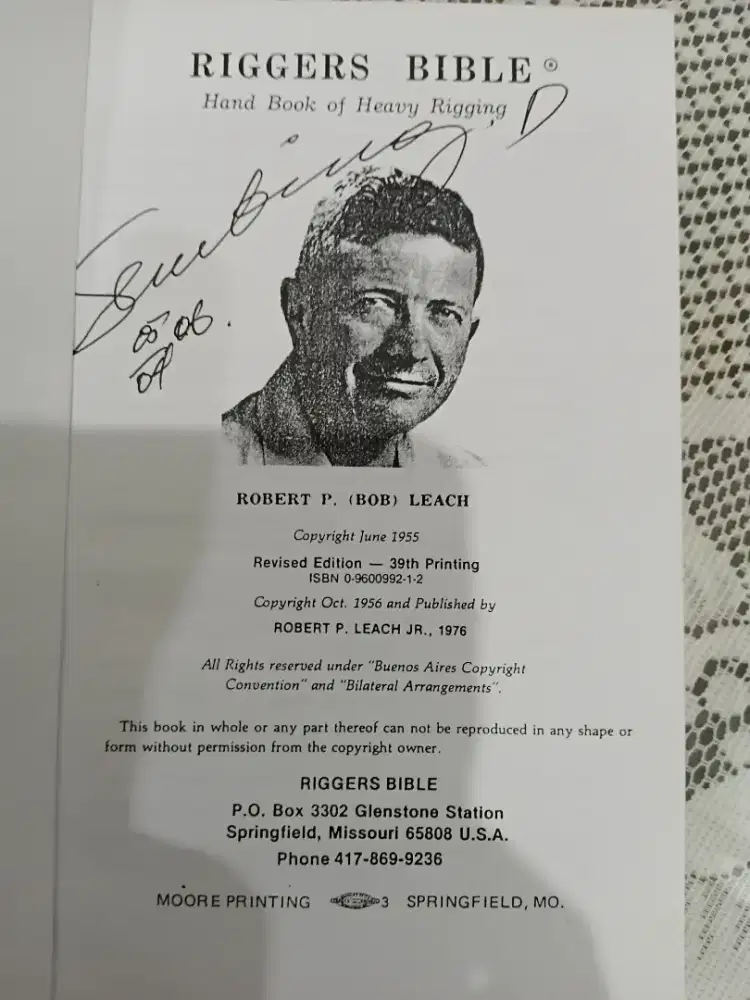 RIGGERS BIBLE ®
Hand Book of Heavy Rigging
05 06.
07
ROBERT P. (BOB) LEACH
Copyright June 1955
Revised Edition — 39th Printing
ISBN 0-9600992-1-2
Copyright Oct. 1956 and Published by
ROBERT P. LEACH JR., 1976
All Rights reserved under "Buenos Aires Copyright
Convention" and "Bilateral Arrangements".
This book in whole or any part thereof can not be reproduced in any shape or
form without permission from the copyright owner.
RIGGERS BIBLE
P.O. Box 3302 Glenstone Station
Springfield, Missouri 65808 U.S.A.
Phone 417-869-9236
MOORE PRINTING 3 SPRINGFIELD, MO.